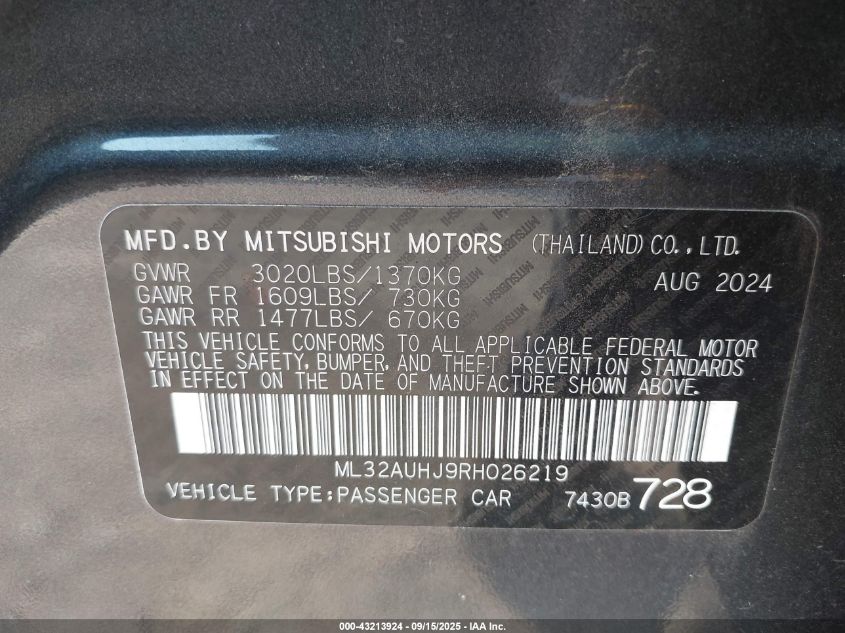 MFD.BY MITSUBISHI MOTORS (THAILAND) CO., LTD.
GVWR 3020LBS/1370KG AUG 2024
GAWR FR 1609LBS/ 730KG
GAWR RR 1477LBS/ 670KG
THIS VEHICLE CONFORMS TO ALL APPLICABLE FEDERAL MOTOR
VEHICLE SAFETY, BUMPER, AND THEFT PREVENTION STANDARDS
IN EFFECT ON THE DATE OF MANUFACTURE SHOWN ABOVE.
ML32AUHJ9RH026219
VEHICLE TYPE:PASSENGER CAR 7430B 728
000-43213924 - 09/15/2025 - IAA Inc.